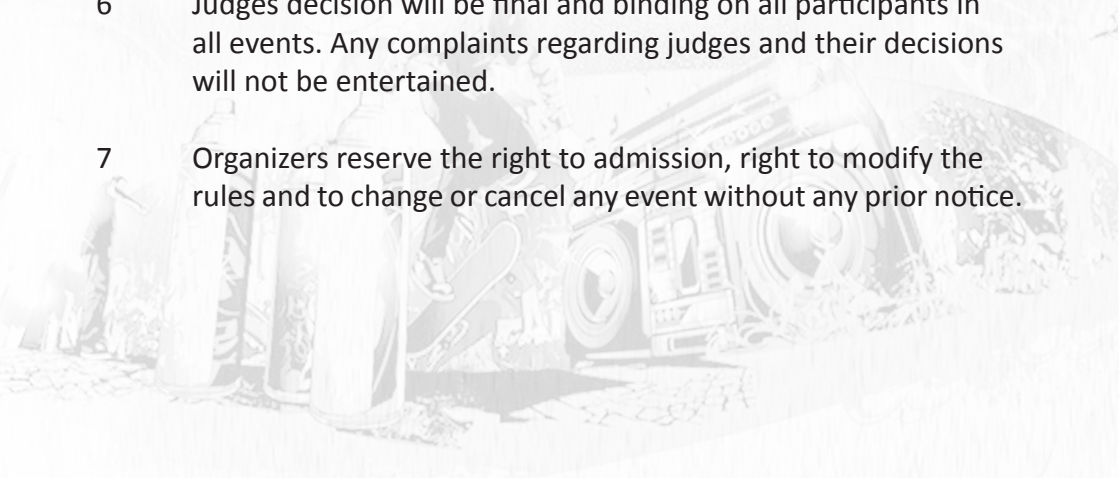 6 Judges decision will be final and binding on all participants in
all events. Any complaints regarding judges and their decisions
will not be entertained.
7 Organizers reserve the right to admission, right to modify the
rules and to change or cancel any event without any prior notice.